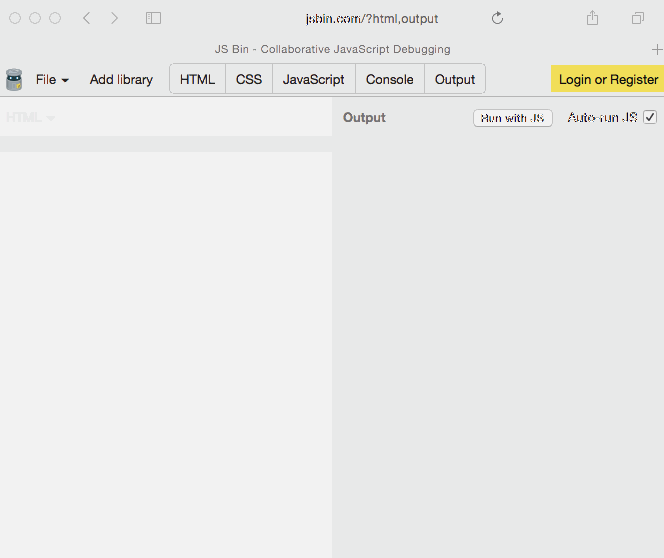 jsbin.com/?html,output
JS Bin - Collaborative JavaScript Debugging
File Add library HTML CSS JavaScript Console Output Login or Register
HTML Output Run with JS Auto-run JS